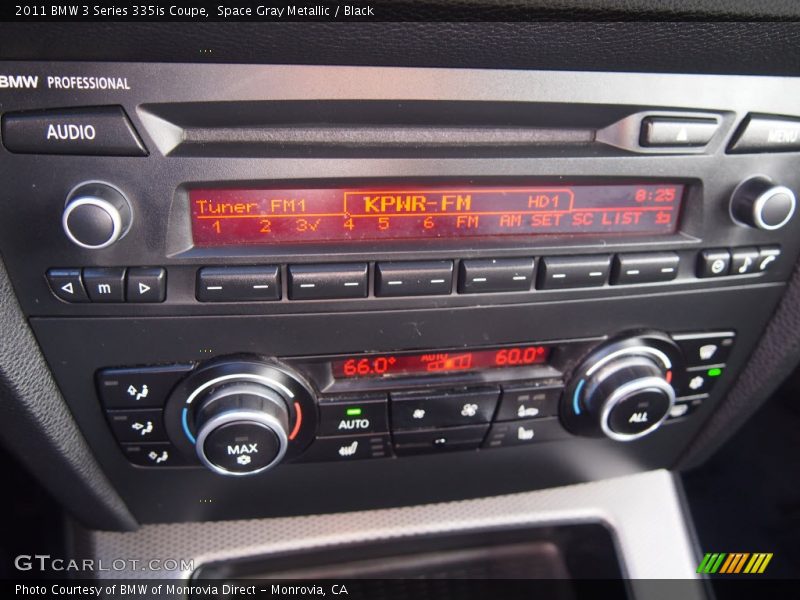 2011 BMW 3 Series 335is Coupe,  Space Gray Metallic / Black
BMW PROFESSIONAL
AUDIO
MENU
Tuner FM1 KPWR-FM HD1 8:25
1 2 3✓ 4 5 6 FM AM SET SC LIST
m
66.0° AUTO 60.0°
AUTO
MAX
ALL
GTCARLOT.COM
Photo Courtesy of BMW of Monrovia Direct - Monrovia, CA